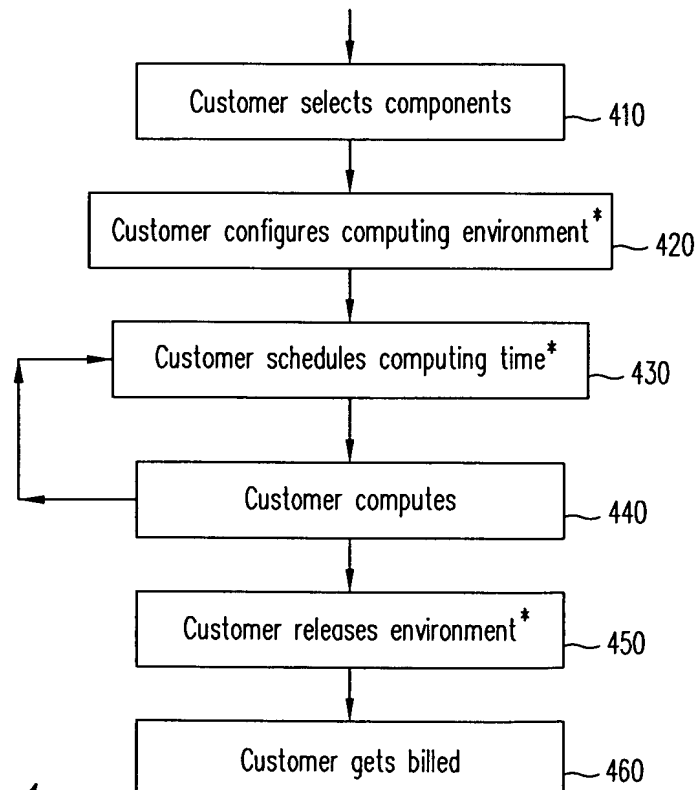 Customer selects components
410
Customer configures computing environment*
420
Customer schedules computing time*
430
Customer computes
440
Customer releases environment*
450
Customer gets billed
460